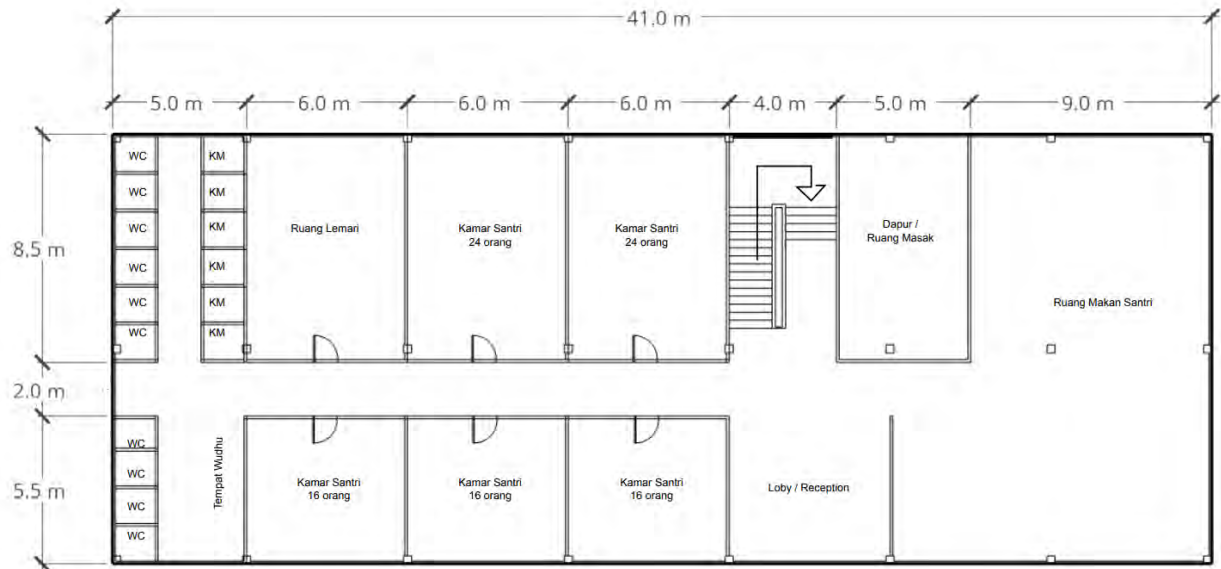 41.0 m
5.0 m
6.0 m
6.0 m
6.0 m
4.0 m
5.0 m
9.0 m
8.5 m
2.0 m
5.5 m
WC
WC
WC
WC
WC
WC
KM
KM
KM
KM
KM
KM
Ruang Lemari
Kamar Santri
24 orang
Kamar Santri
24 orang
Dapur /
Ruang Masak
Ruang Makan Santri
WC
WC
WC
WC
Tempat Wudhu
Kamar Santri
16 orang
Kamar Santri
16 orang
Kamar Santri
16 orang
Loby / Reception